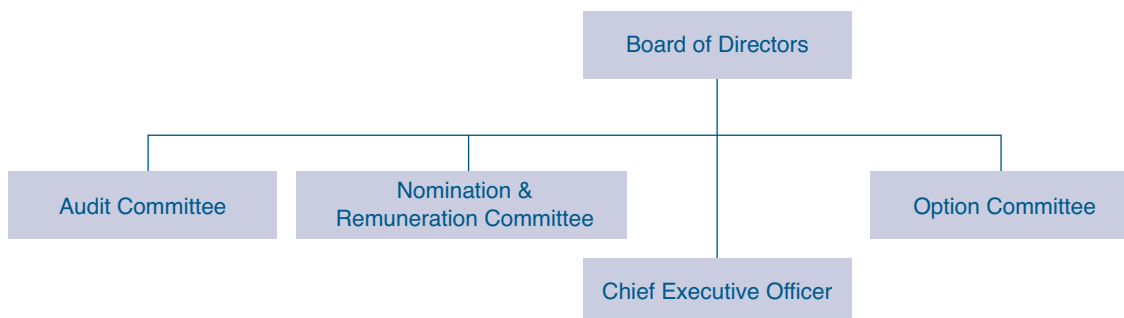 Board of Directors
Audit Committee
Nomination &
Remuneration Committee
Option Committee
Chief Executive Officer